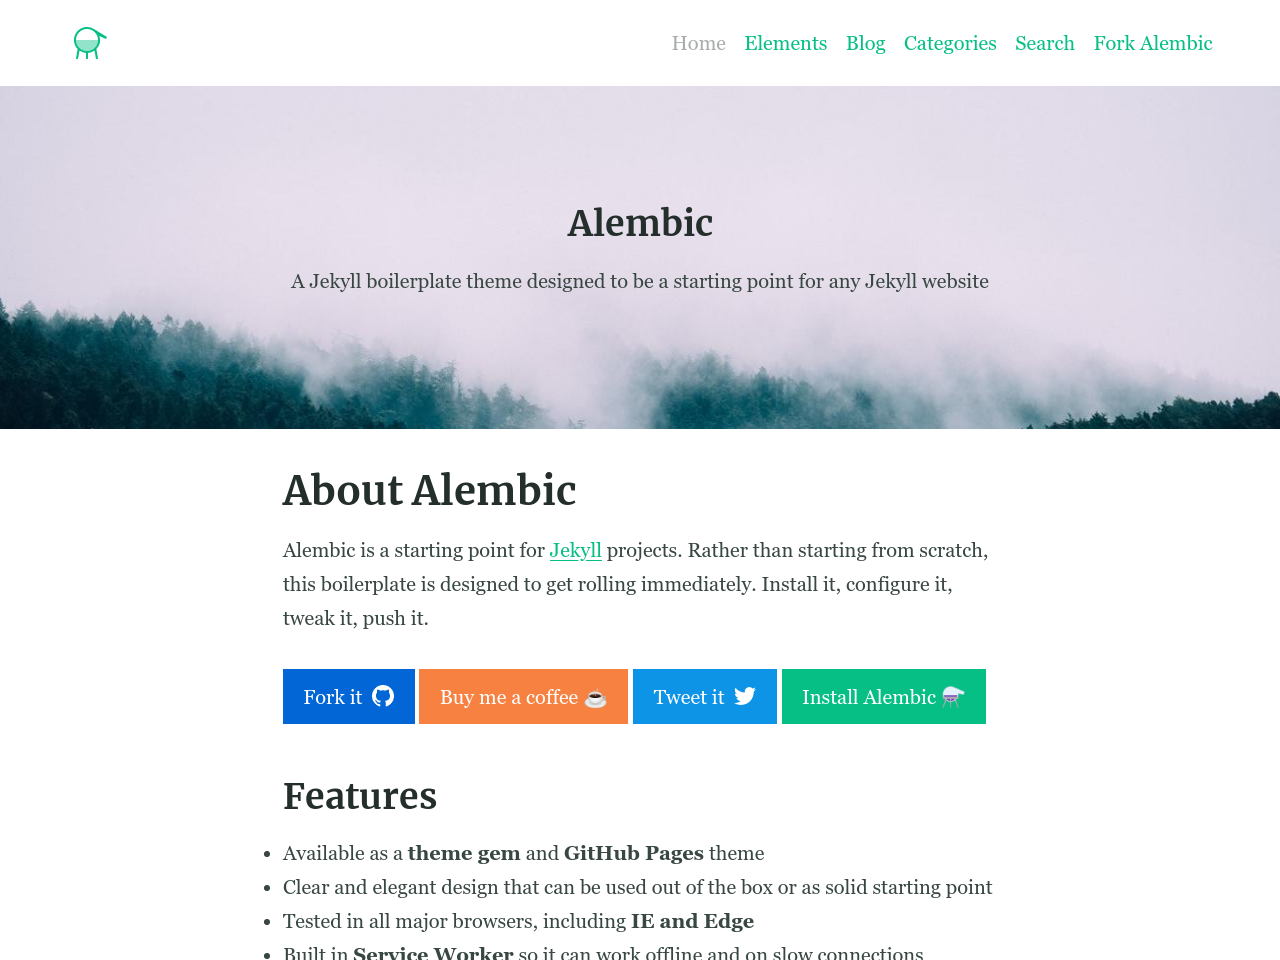 Home Elements Blog Categories Search Fork Alembic
Alembic
A Jekyll boilerplate theme designed to be a starting point for any Jekyll website
About Alembic
Alembic is a starting point for Jekyll projects. Rather than starting from scratch,
this boilerplate is designed to get rolling immediately. Install it, configure it,
tweak it, push it.
Fork it Buy me a coffee ☕ Tweet it Install Alembic ⚗️
Features
Available as a theme gem and GitHub Pages theme
Clear and elegant design that can be used out of the box or as solid starting point
Tested in all major browsers, including IE and Edge
Built in Service Worker so it can work offline and on slow connections